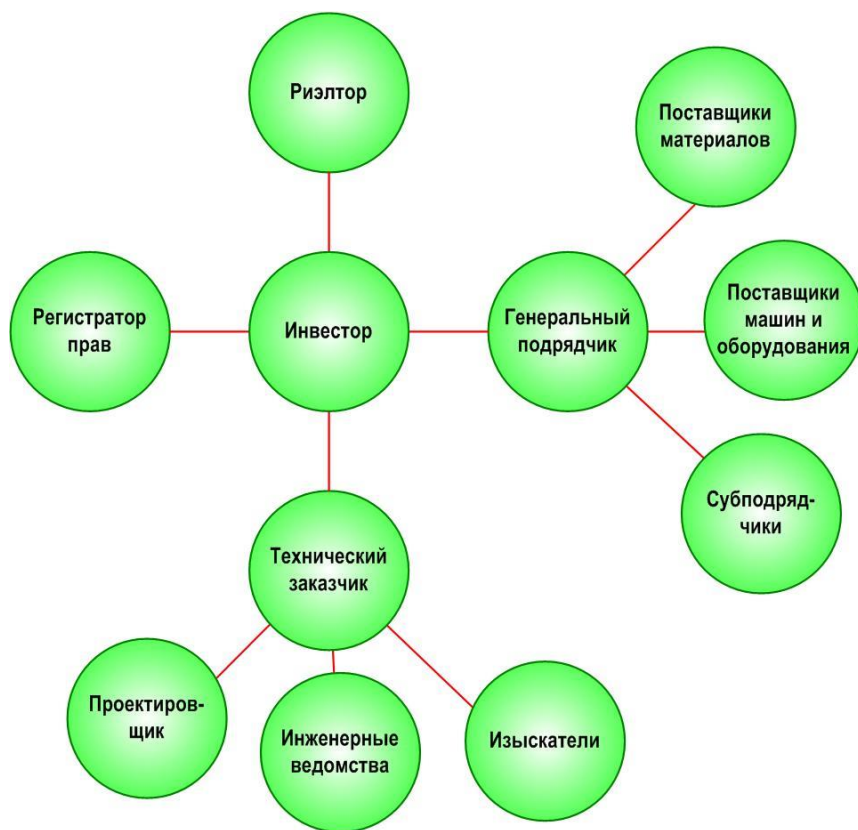 Риэлтор
Поставщики
материалов
Регистратор
прав
Инвестор
Генеральный
подрядчик
Поставщики
машин и
оборудования
Субподряд-
чики
Технический
заказчик
Проектиров-
щик
Инженерные
ведомства
Изыскатели